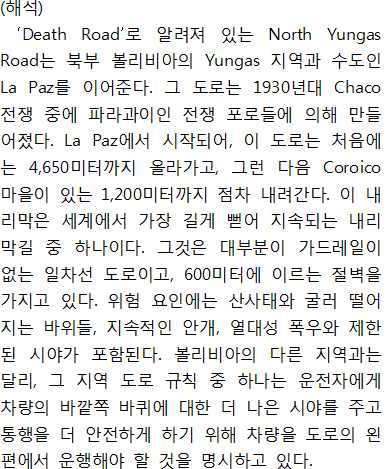 (해석)
‘Death Road’로 알려져 있는 North Yungas
Road는 북부 볼리비아의 Yungas 지역과 수도인
La Paz를 이어준다. 그 도로는 1930년대 Chaco
전쟁 중에 파라과이인 전쟁 포로들에 의해 만들
어졌다. La Paz에서 시작되어, 이 도로는 처음에
는 4,650미터까지 올라가고, 그런 다음 Coroico
마을이 있는 1,200미터까지 점차 내려간다. 이 내
리막은 세계에서 가장 길게 뻗어 지속되는 내리
막길 중 하나이다. 그것은 대부분이 가드레일이
없는 일차선 도로이고, 600미터에 이르는 절벽을
가지고 있다. 위험 요인에는 산사태와 굴러 떨어
지는 바위들, 지속적인 안개, 열대성 폭우와 제한
된 시야가 포함된다. 볼리비아의 다른 지역과는
달리, 그 지역 도로 규칙 중 하나는 운전자에게
차량의 바깥쪽 바퀴에 대한 더 나은 시야를 주고
통행을 더 안전하게 하기 위해 차량을 도로의 왼
편에서 운행해야 할 것을 명시하고 있다.